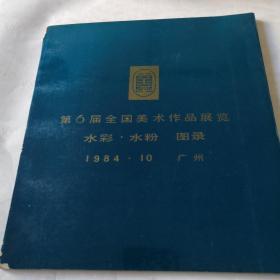 第6届全国美术作品展览
水彩·水粉 图录
1984·10 广州